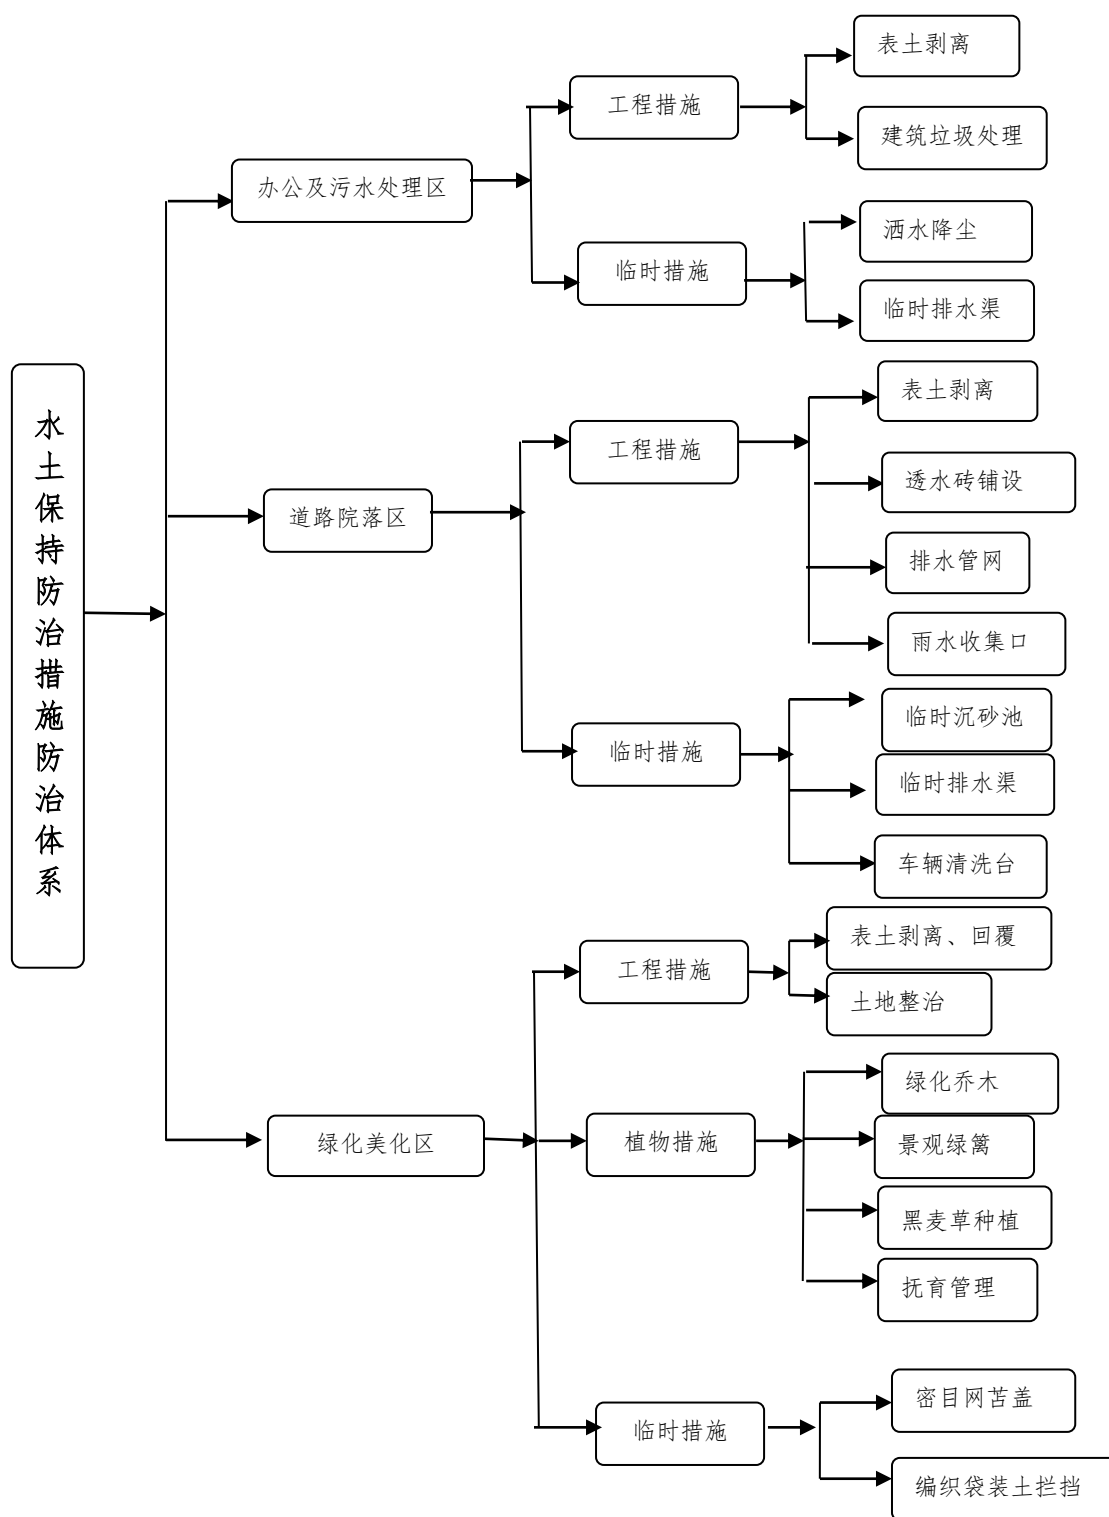 水土保持防治措施防治体系
办公及污水处理区
工程措施
表土剥离
建筑垃圾处理
临时措施
洒水降尘
临时排水渠
道路院落区
工程措施
表土剥离
透水砖铺设
排水管网
雨水收集口
临时措施
临时沉砂池
临时排水渠
车辆清洗台
绿化美化区
工程措施
表土剥离、回覆
土地整治
植物措施
绿化乔木
景观绿篱
黑麦草种植
抚育管理
临时措施
密目网苫盖
编织袋装土拦挡